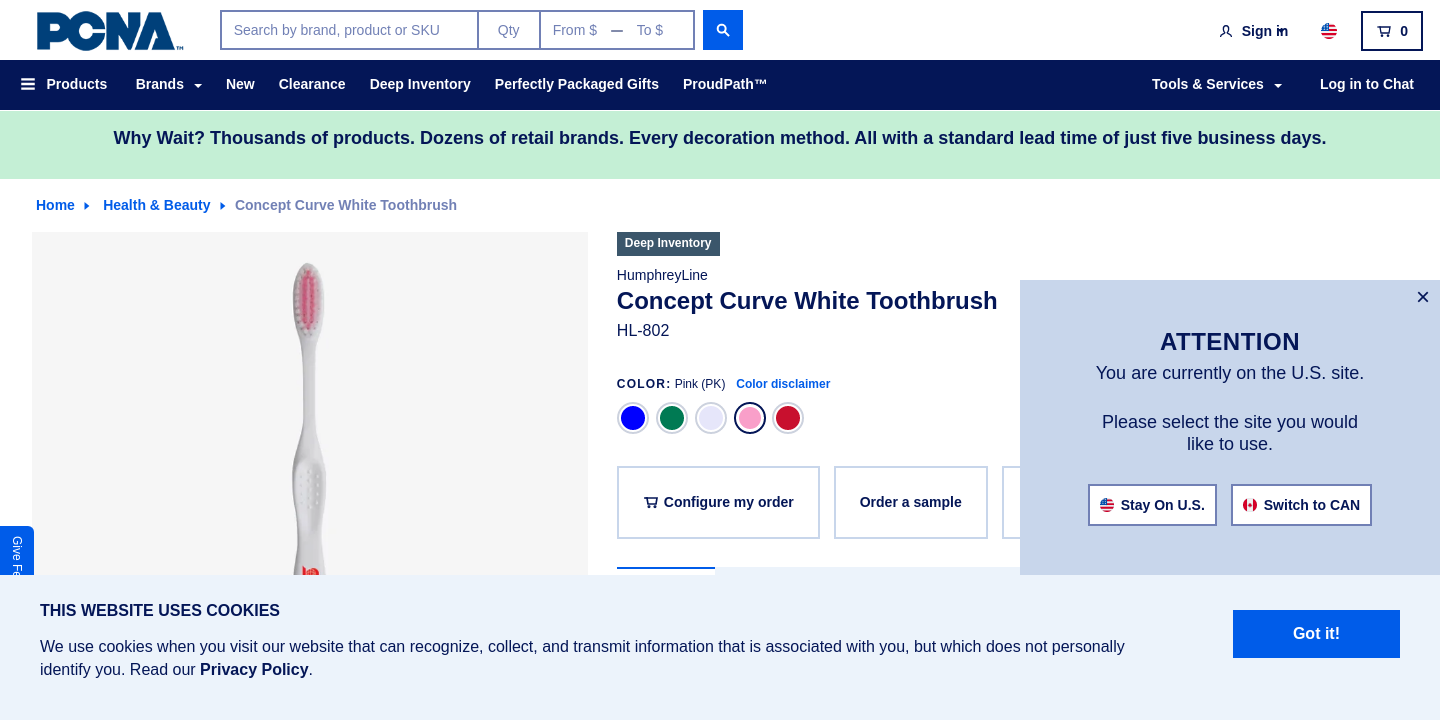 PCNA™
Search by brand, product or SKU
Qty
From $ — To $
Sign in
0
Products
Brands
New
Clearance
Deep Inventory
Perfectly Packaged Gifts
ProudPath™
Tools & Services
Log in to Chat
Why Wait? Thousands of products. Dozens of retail brands. Every decoration method. All with a standard lead time of just five business days.
Home
Health & Beauty
Concept Curve White Toothbrush
Deep Inventory
HumphreyLine
Concept Curve White Toothbrush
HL-802
COLOR: Pink (PK) Color disclaimer
Configure my order
Order a sample
×
ATTENTION
You are currently on the U.S. site.
Please select the site you would
like to use.
Stay On U.S.
Switch to CAN
Give
THIS WEBSITE USES COOKIES
We use cookies when you visit our website that can recognize, collect, and transmit information that is associated with you, but which does not personally
identify you. Read our Privacy Policy.
Got it!